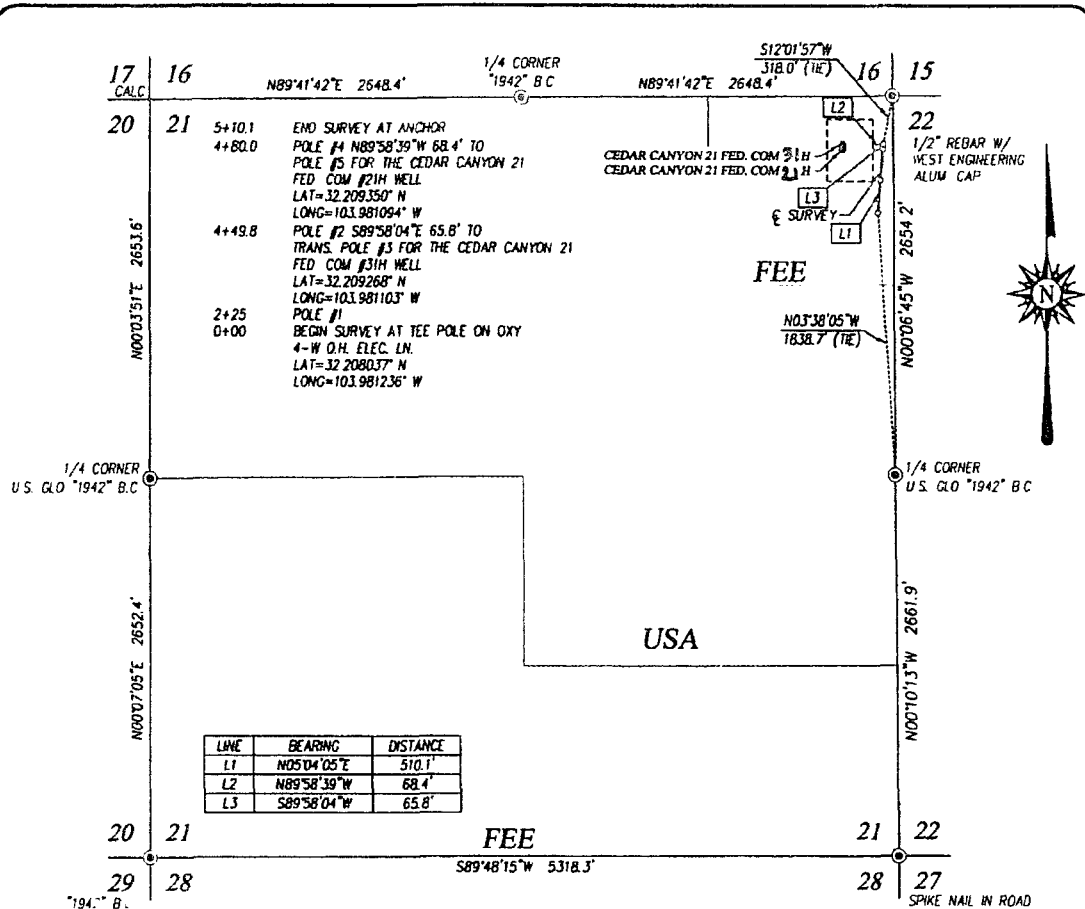 17 16
CALC
N89°41'42"E 2648.4'
1/4 CORNER
"1942" B C
N89°41'42"E 2648.4'
S12°01'57"W
318.0' (TIE)
16 15
20 21
22
1/2" REBAR W/
WEST ENGINEERING
ALUM CAP
5+10.1 END SURVEY AT ANCHOR
4+80.0 POLE #4 N89°58'39"W 68.4' TO
POLE #5 FOR THE CEDAR CANYON 21
FED COM #21H WELL
LAT=32.209350° N
LONG=103.981094° W
4+49.8 POLE #2 S89°58'04"E 65.8' TO
TRANS. POLE #3 FOR THE CEDAR CANYON 21
FED COM #31H WELL
LAT=32.209268° N
LONG=103.981103° W
2+25 POLE #1
0+00 BEGIN SURVEY AT TEE POLE ON OXY
4-W O.H. ELEC. LN.
LAT=32.208037° N
LONG=103.981236° W
L2
CEDAR CANYON 21 FED. COM 31H
CEDAR CANYON 21 FED. COM 21H
L3
℄ SURVEY
L1
FEE
N03°38'05"W
1838.7' (TIE)
N00°03'51"E 2653.6'
N00°06'45"W 2654.2'
N
1/4 CORNER
U.S. GLO "1942" B.C
1/4 CORNER
U.S. GLO "1942" B C
N00°07'05"E 2652.4'
N00°10'13"W 2661.9'
USA
LINE BEARING DISTANCE
L1 N05°04'05"E 510.1'
L2 N89°58'39"W 68.4'
L3 S89°58'04"W 65.8'
20 21
FEE
21 22
S89°48'15"W 5318.3'
29 28
28 27
SPIKE NAIL IN ROAD